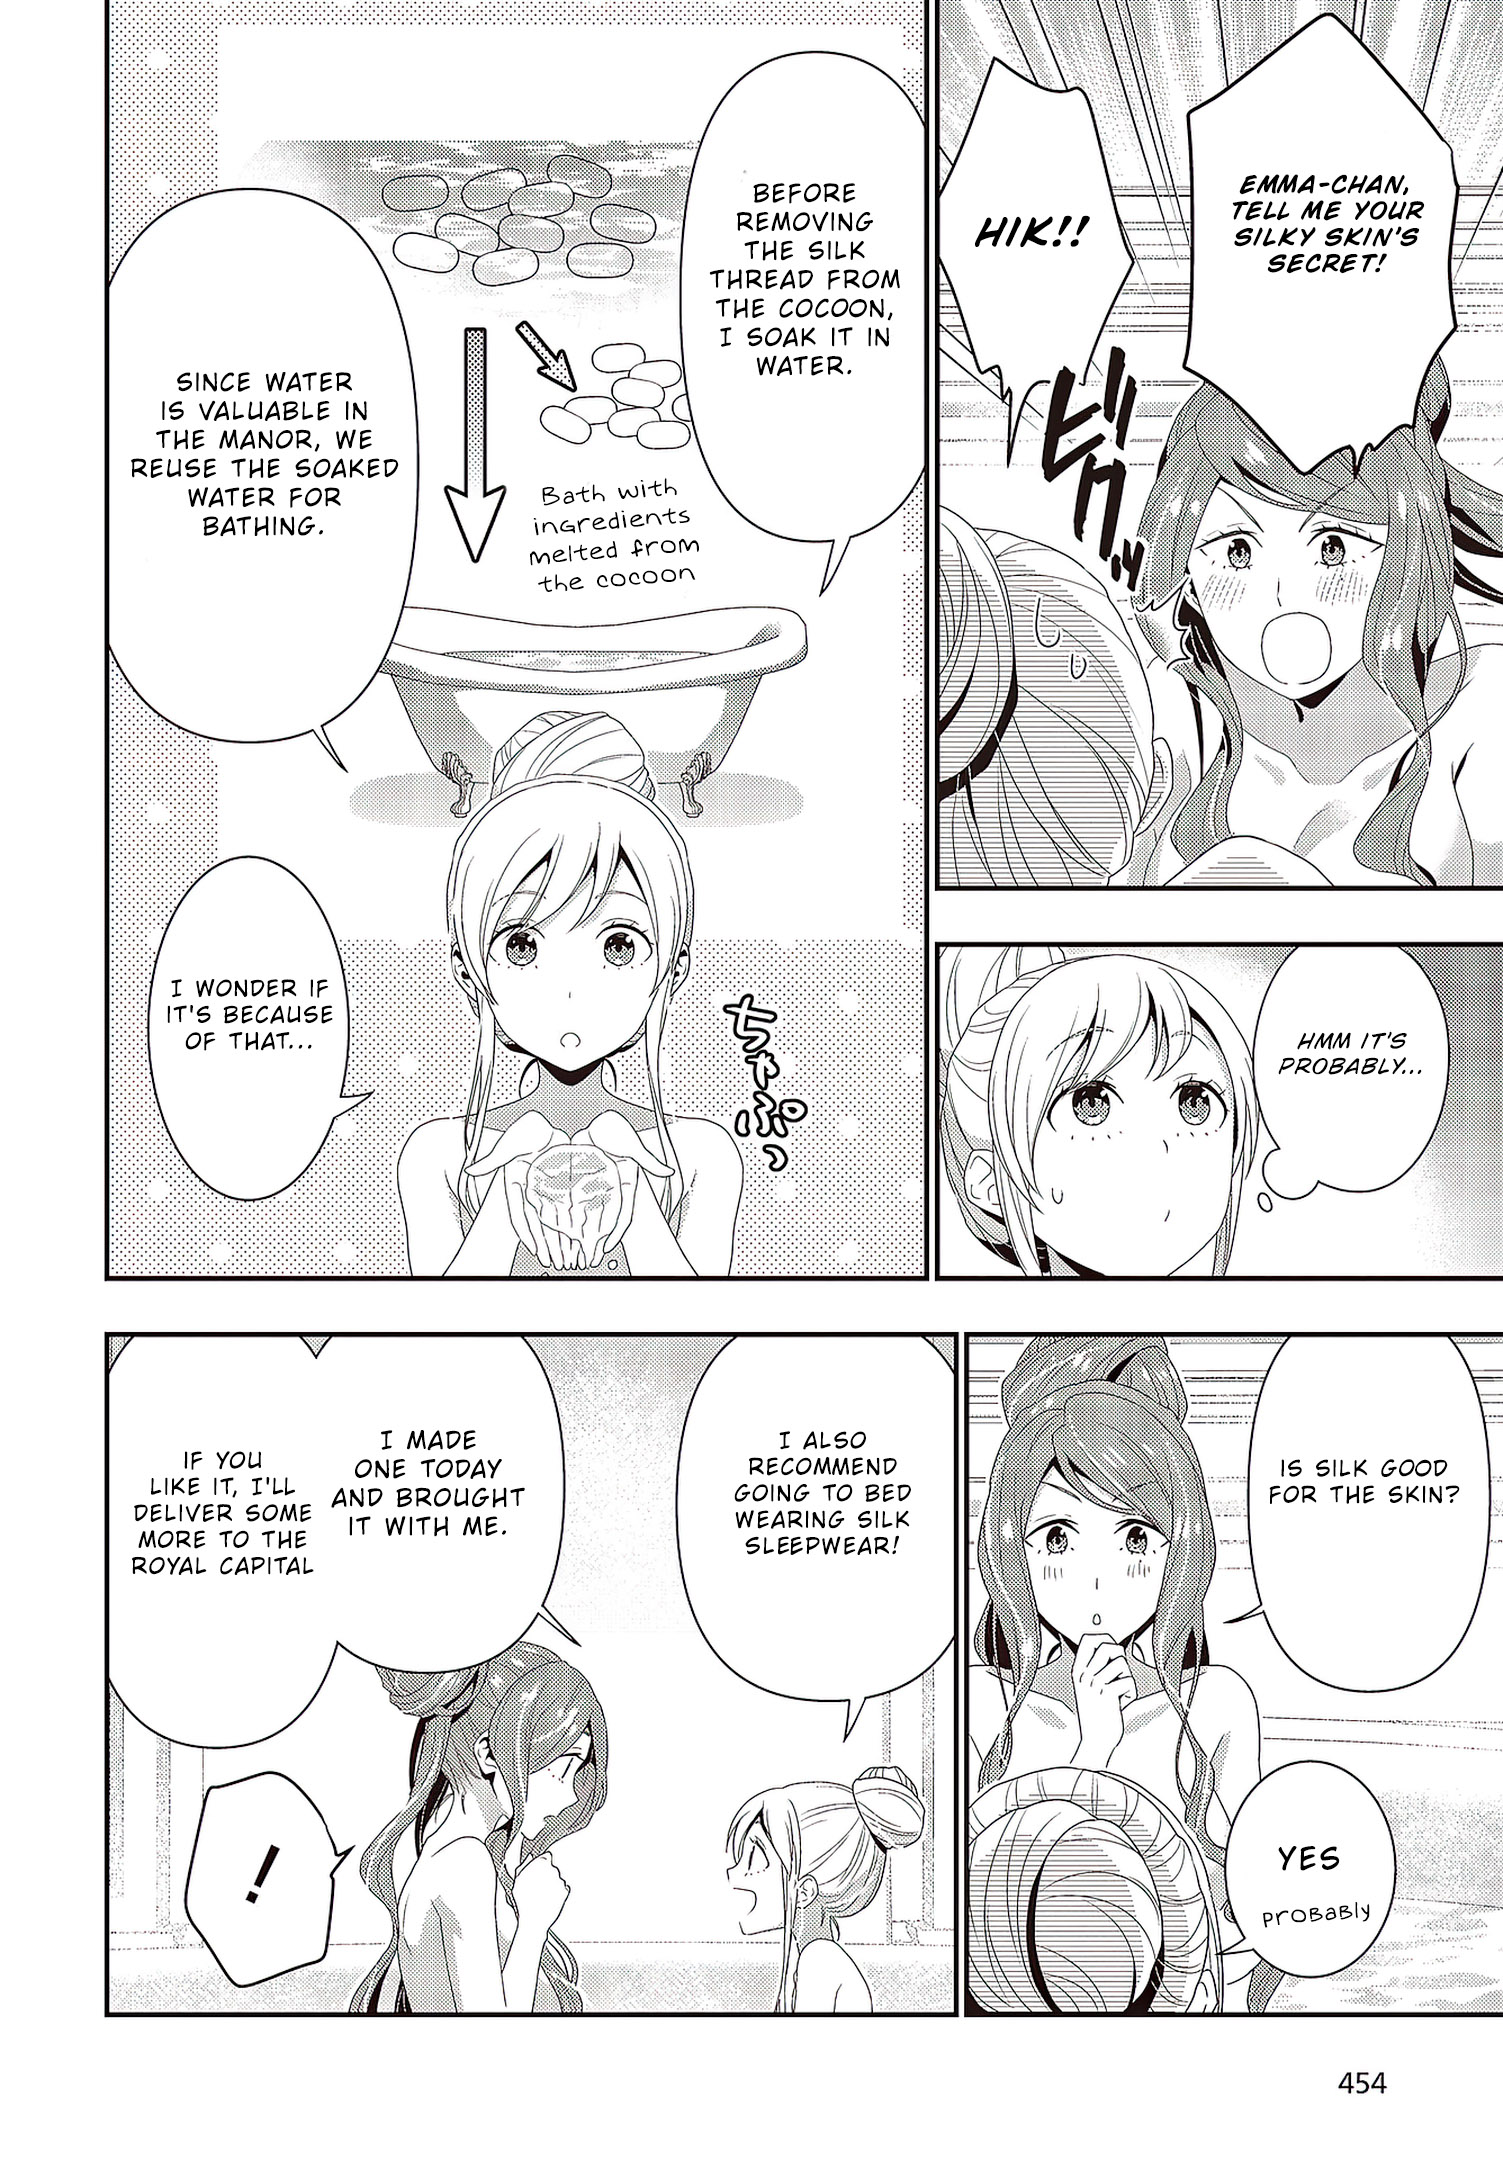 EMMA-CHAN,
TELL ME YOUR
SILKY SKIN'S
SECRET!
HIK!!
ビクビクッ
HMM IT'S
PROBABLY...
BEFORE
REMOVING
THE SILK
THREAD FROM
THE COCOON,
I SOAK IT IN
WATER.
SINCE WATER
IS VALUABLE IN
THE MANOR, WE
REUSE THE SOAKED
WATER FOR
BATHING.
Bath with
ingredients
melted from
the cocoon
I WONDER IF
IT'S BECAUSE
OF THAT...
ちゃぷっ
IS SILK GOOD
FOR THE SKIN?
YES
probably
I ALSO
RECOMMEND
GOING TO BED
WEARING SILK
SLEEPWEAR!
I MADE
ONE TODAY
AND BROUGHT
IT WITH ME.
IF YOU
LIKE IT, I'LL
DELIVER SOME
MORE TO THE
ROYAL CAPITAL
!
454